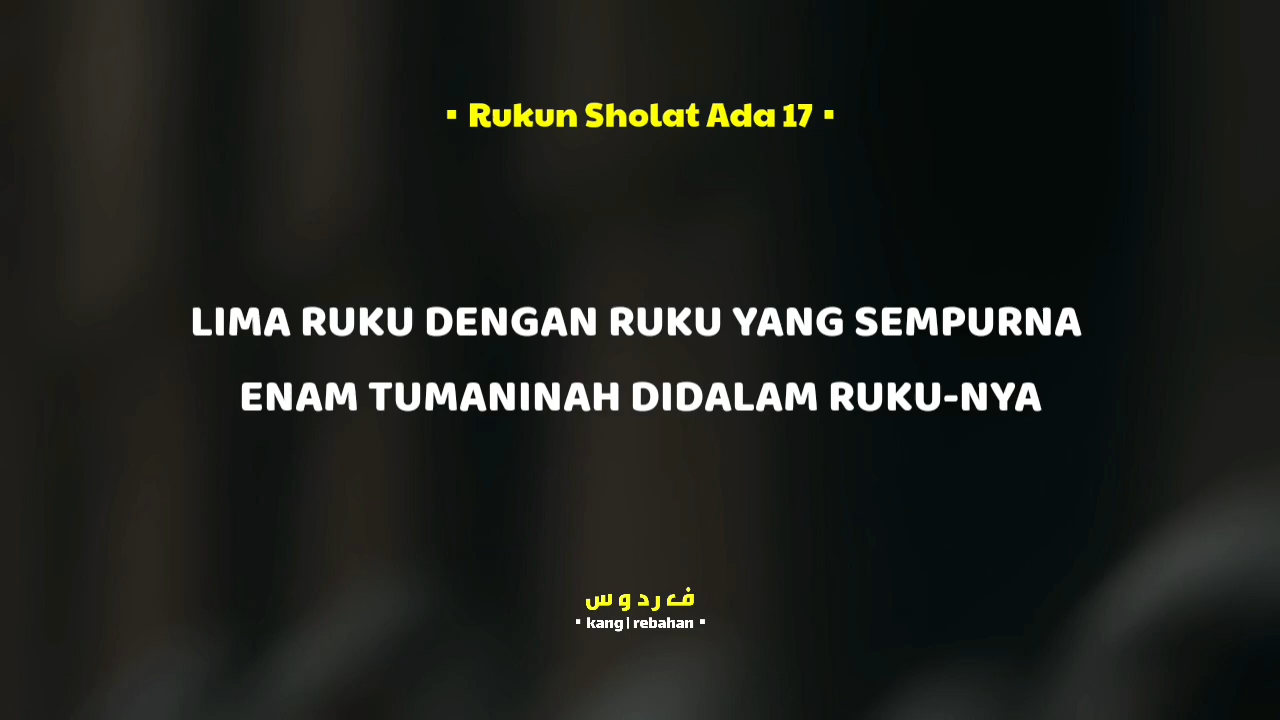 ▪ Rukun Sholat Ada 17 ▪
LIMA RUKU DENGAN RUKU YANG SEMPURNA
ENAM TUMANINAH DIDALAM RUKU-NYA
ف ر د و س
▪ kang | rebahan ▪